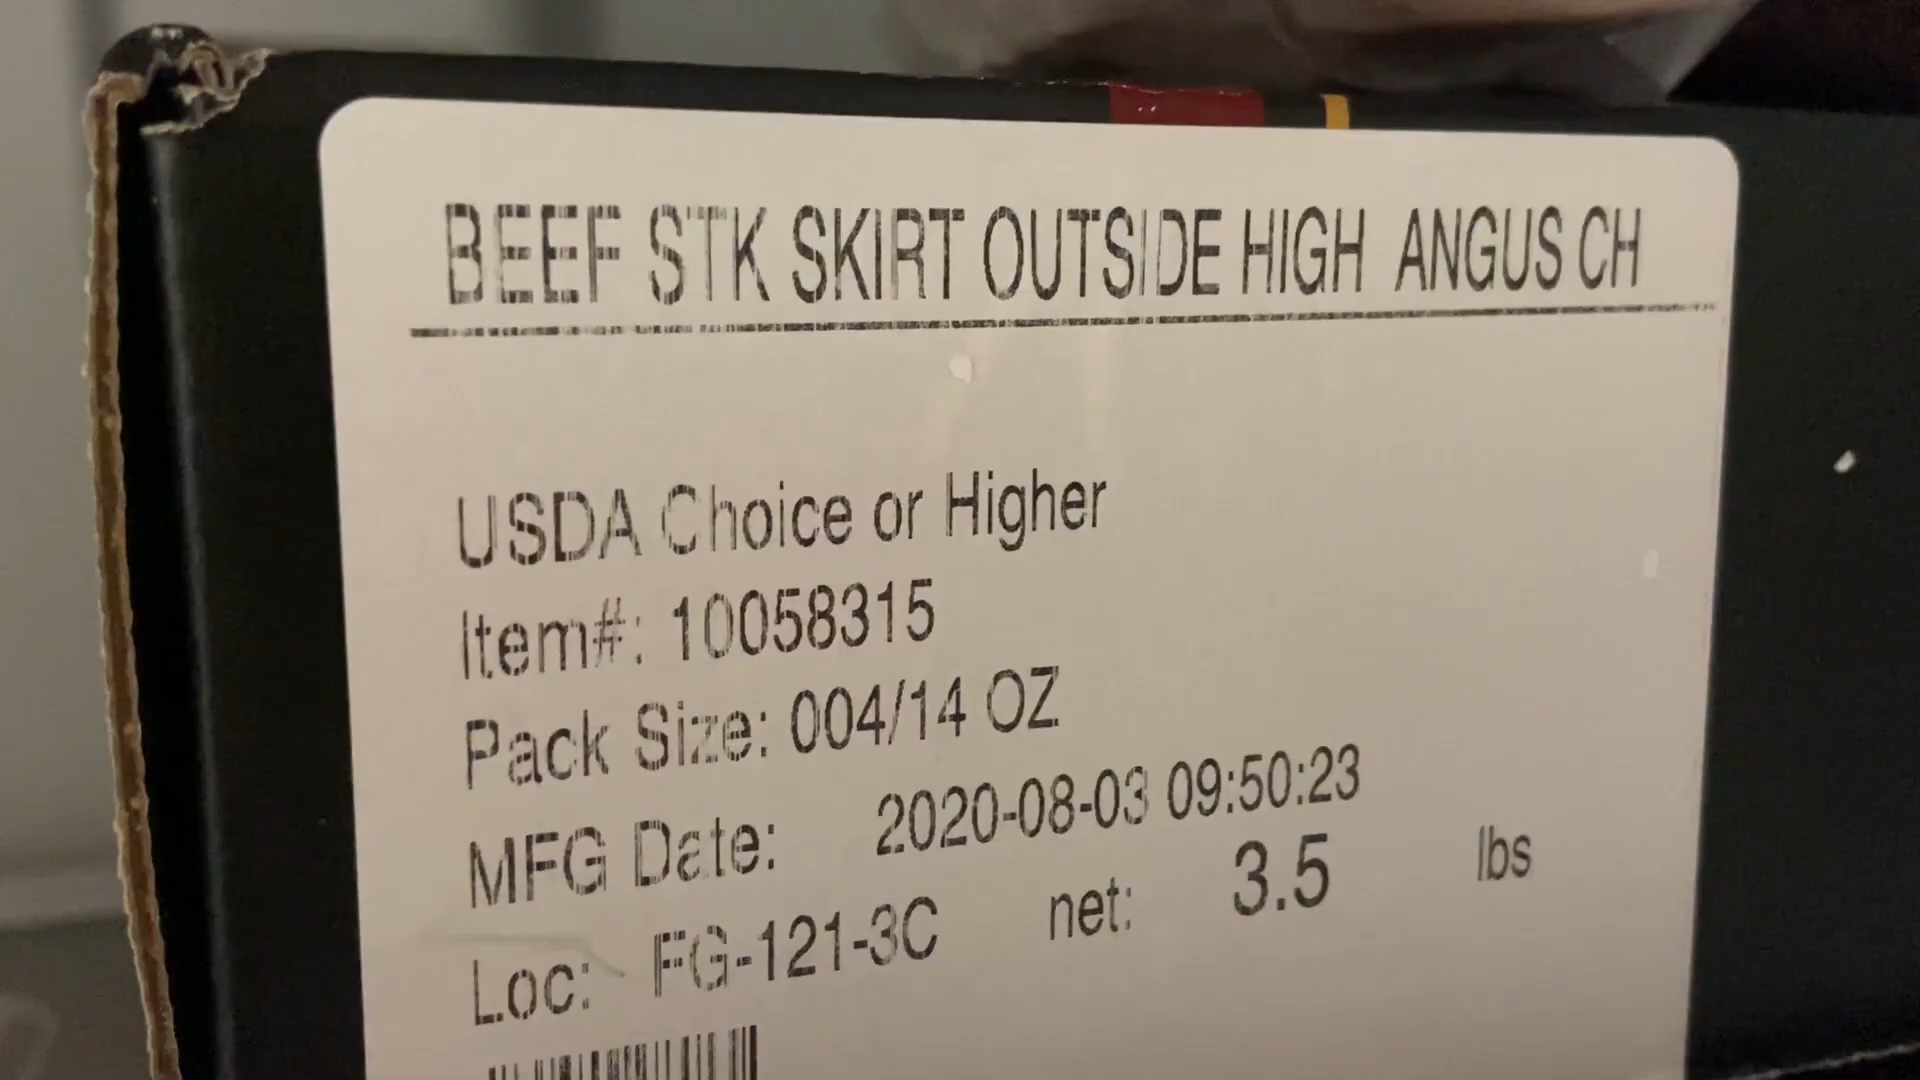 BEEF STK SKIRT OUTSIDE HIGH ANGUS CH
USDA Choice or Higher
Item#: 10058315
Pack Size: 004/14 OZ
MFG Date: 2020-08-03 09:50:23
Loc: FG-121-3C net: 3.5 lbs